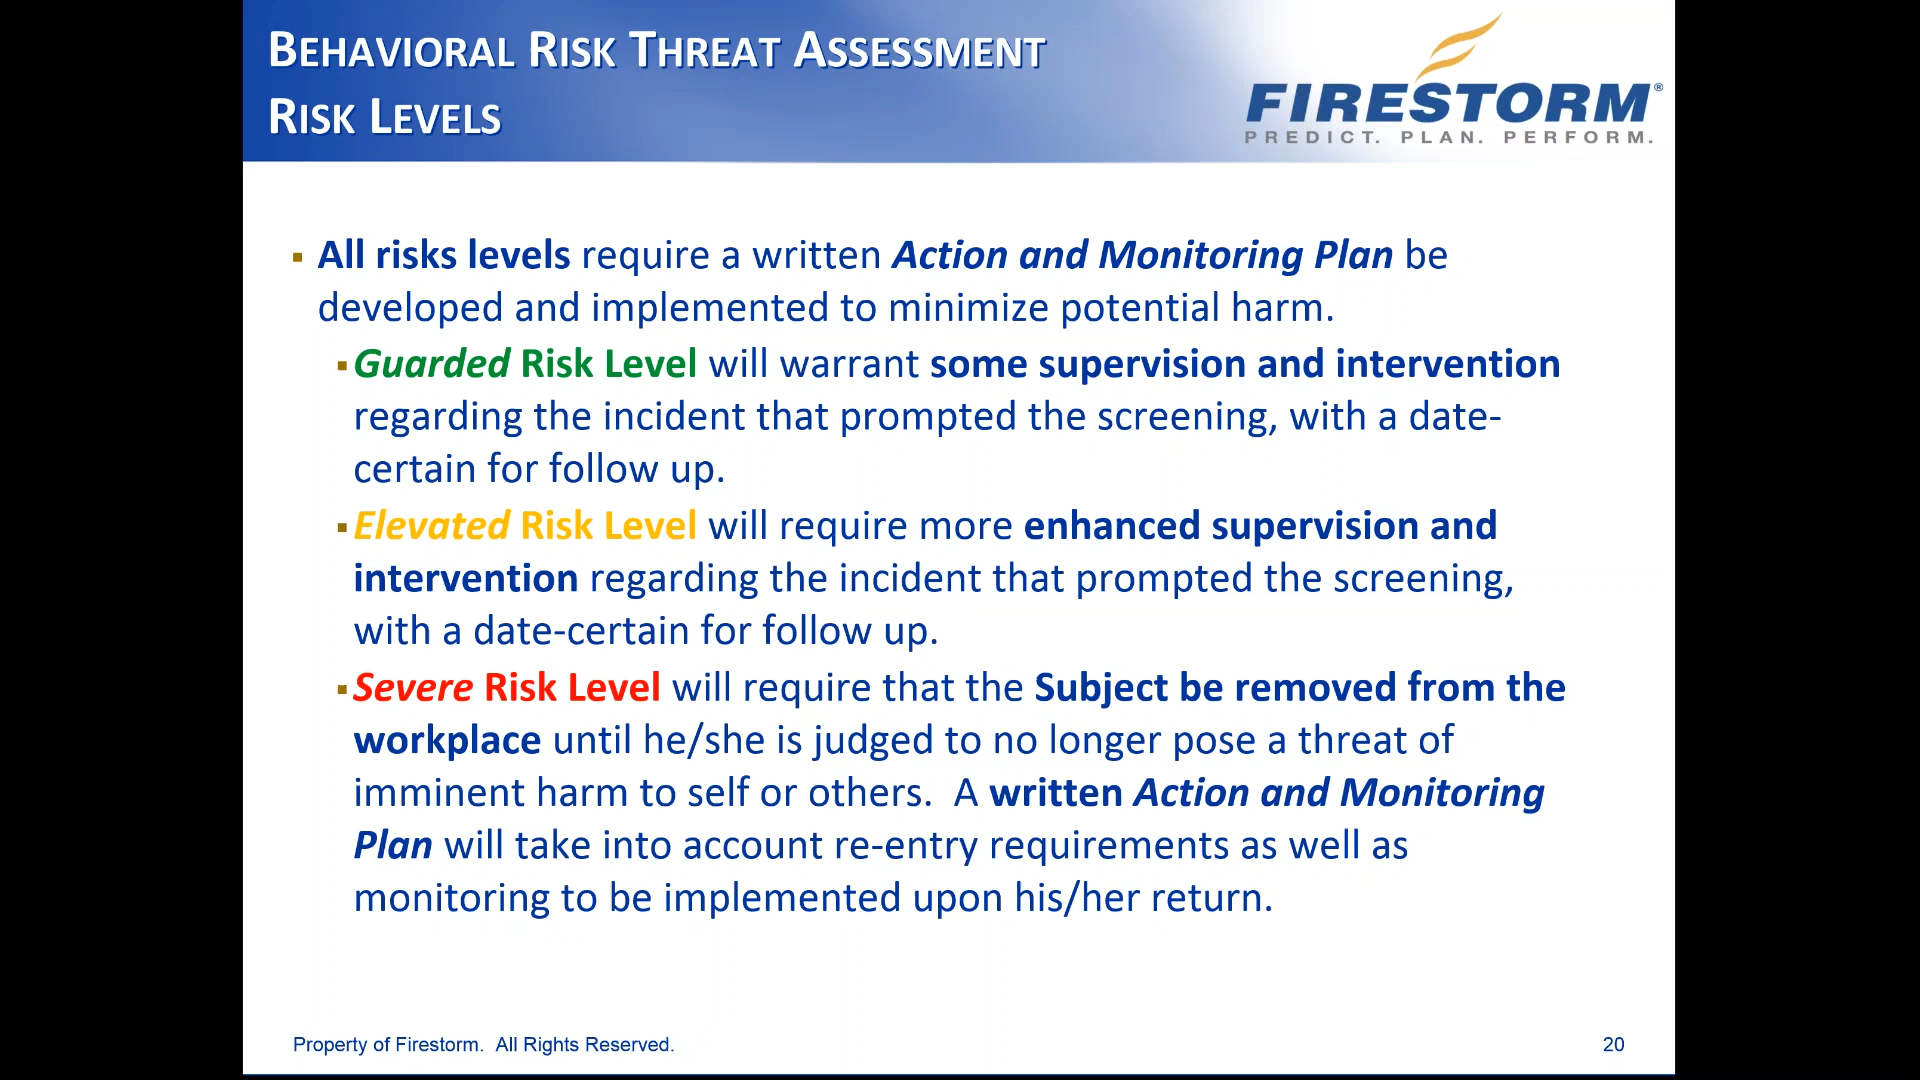 BEHAVIORAL RISK THREAT ASSESSMENT
RISK LEVELS
FIRESTORM®
PREDICT. PLAN. PERFORM.
▪ All risks levels require a written Action and Monitoring Plan be
developed and implemented to minimize potential harm.
▪Guarded Risk Level will warrant some supervision and intervention
regarding the incident that prompted the screening, with a date-
certain for follow up.
▪Elevated Risk Level will require more enhanced supervision and
intervention regarding the incident that prompted the screening,
with a date-certain for follow up.
▪Severe Risk Level will require that the Subject be removed from the
workplace until he/she is judged to no longer pose a threat of
imminent harm to self or others.  A written Action and Monitoring
Plan will take into account re-entry requirements as well as
monitoring to be implemented upon his/her return.
Property of Firestorm.  All Rights Reserved.
20